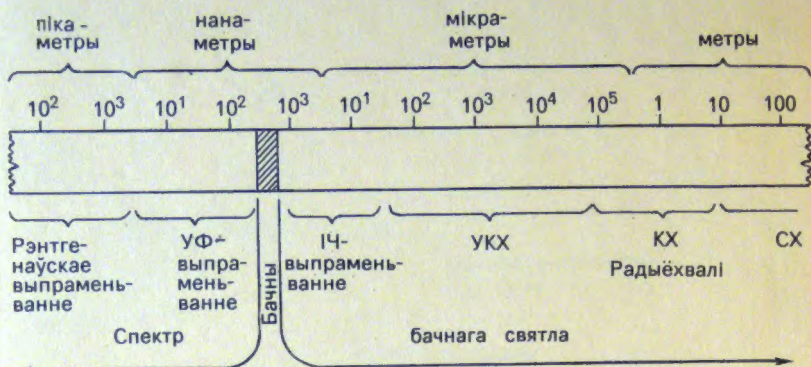 піка-
метры
нана-
метры
мікра-
метры
метры
10² 10³ 10¹ 10² 10³ 10¹ 10² 10³ 10⁴ 10⁵ 1 10 100
Рэнтге-
наўскае
выпрамень-
ванне
УФ-
выпра-
мень-
ванне
Бачны
ІЧ-
выпрамень-
ванне
УКХ
КХ
СХ
Радыёхвалі
Спектр
бачнага святла